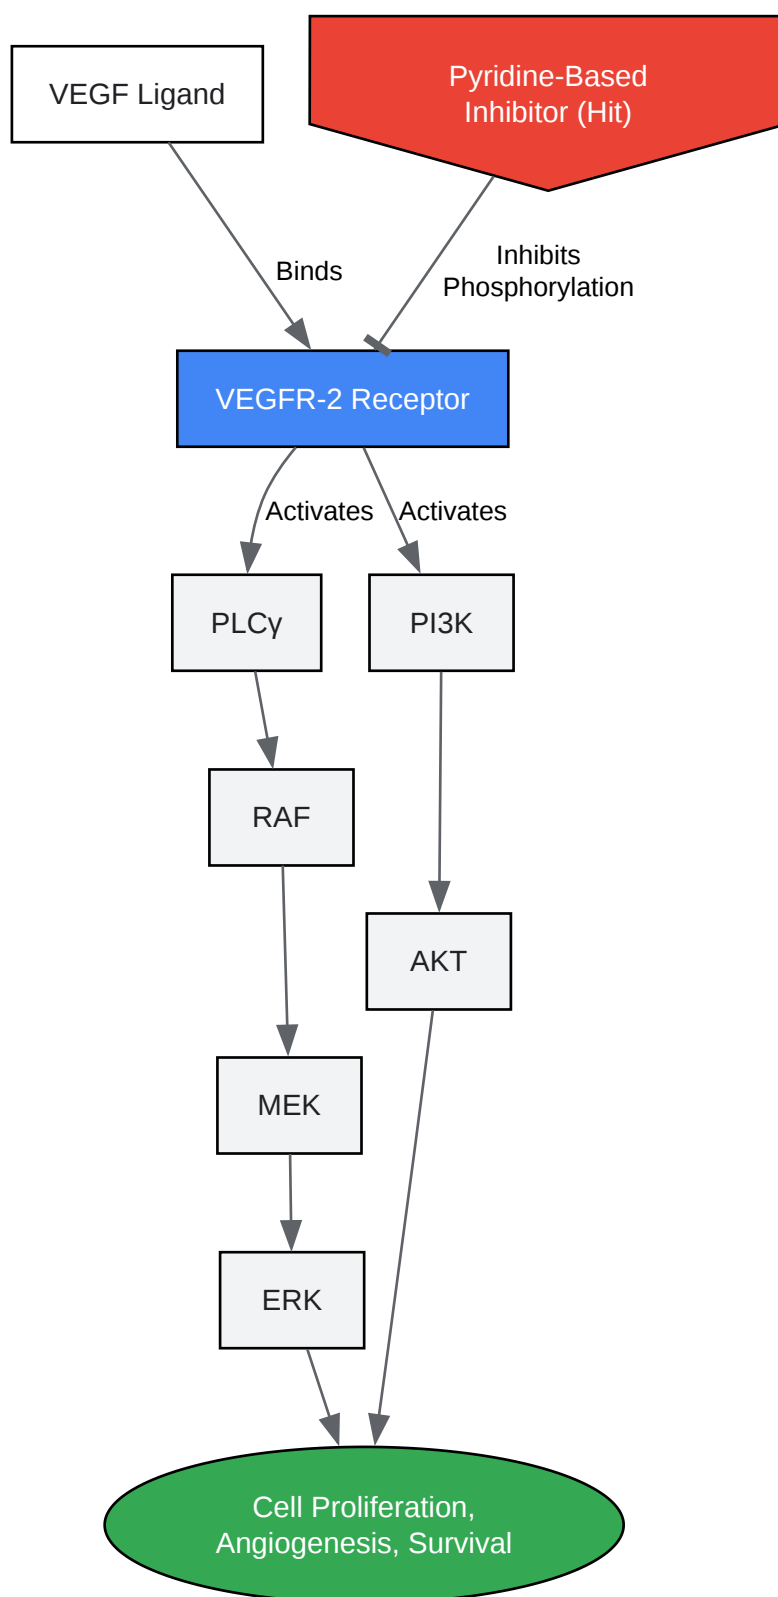 VEGF Ligand
Pyridine-Based
Inhibitor (Hit)
Binds
Inhibits
Phosphorylation
VEGFR-2 Receptor
Activates
Activates
PLCγ
PI3K
RAF
AKT
MEK
ERK
Cell Proliferation,
Angiogenesis, Survival